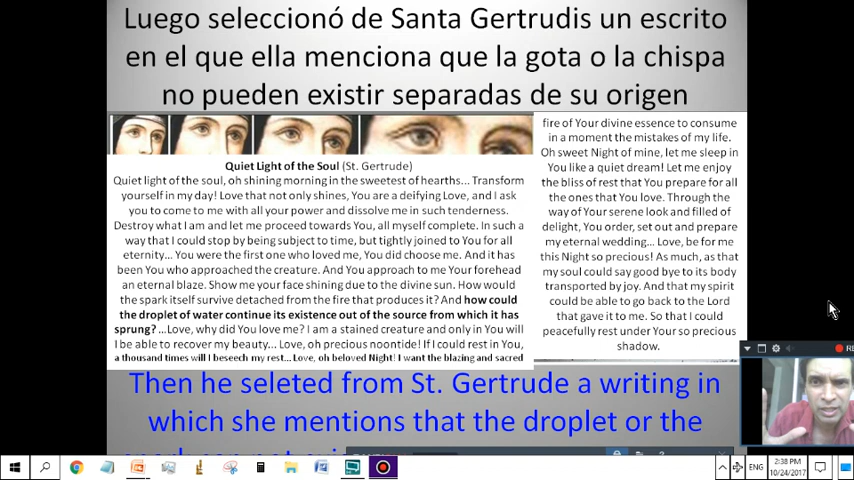 Luego seleccionó de Santa Gertrudis un escrito
en el que ella menciona que la gota o la chispa
no pueden existir separadas de su origen
Quiet Light of the Soul (St. Gertrude)
Quiet light of the soul, oh shining morning in the sweetest of hearths... Transform
yourself in my day! Love that not only shines, You are a deifying Love, and I ask
you to come to me with all your power and dissolve me in such tenderness.
Destroy what I am and let me proceed towards You, all myself complete. In such a
way that I could stop by being subject to time, but tightly joined to You for all
eternity... You were the first one who loved me, You did choose me. And it has
been You who approached the creature. And You approach to me Your forehead
an eternal blaze. Show me your face shining due to the divine sun. How would
the spark itself survive detached from the fire that produces it? And how could
the droplet of water continue its existence out of the source from which it has
sprung? ...Love, why did You love me? I am a stained creature and only in You will
I be able to recover my beauty... Love, oh precious noontide! If I could rest in You,
a thousand times will I beseech my rest... Love, oh beloved Night! I want the blazing and sacred
fire of Your divine essence to consume
in a moment the mistakes of my life.
Oh sweet Night of mine, let me sleep in
You like a quiet dream! Let me enjoy
the bliss of rest that You prepare for all
the ones that You love. Through the
way of Your serene look and filled of
delight, You order, set out and prepare
my eternal wedding... Love, be for me
this Night so precious! As much, as that
my soul could say good bye to its body
transported by joy. And that my spirit
could be able to go back to the Lord
that gave it to me. So that I could
peacefully rest under Your so precious
shadow.
Then he seleted from St. Gertrude a writing in
which she mentions that the droplet or the
RE
ENG
2:38 PM
10/24/2017